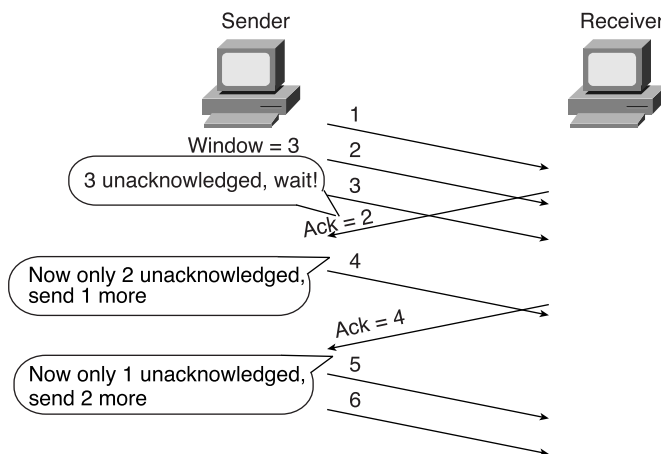 Sender
Receiver
1
Window = 3
2
3 unacknowledged, wait!
3
Ack = 2
Now only 2 unacknowledged,
send 1 more
4
Ack = 4
Now only 1 unacknowledged,
send 2 more
5
6